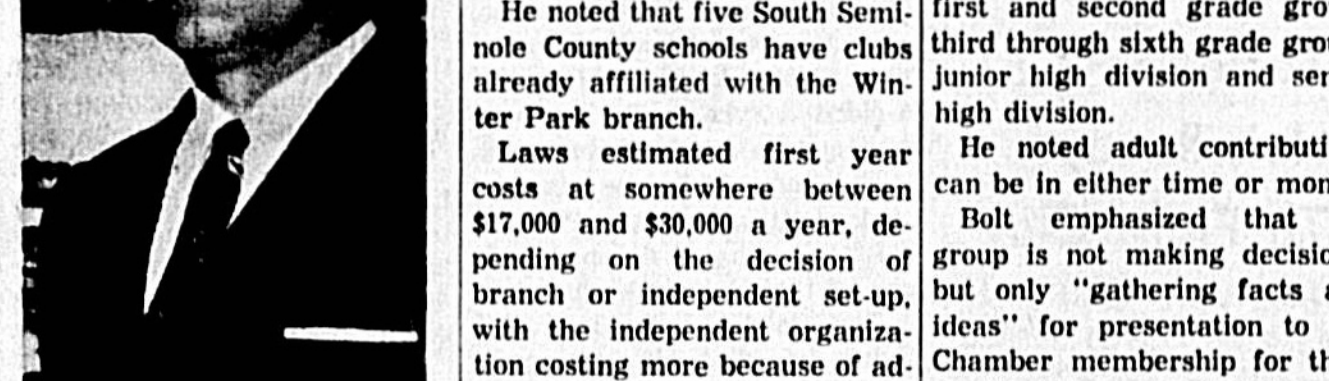 He noted that five South Semi-
nole County schools have clubs
already affiliated with the Win-
ter Park branch.
Laws estimated first year
costs at somewhere between
$17,000 and $30,000 a year, de-
pending on the decision of
branch or independent set-up,
with the independent organiza-
tion costing more because of ad-
first and second grade
third through sixth grade
junior high division and
high division.
He noted adult
can be in either time or
Bolt emphasized that
group is not making
but only "gathering facts
ideas" for presentation to
Chamber membership for